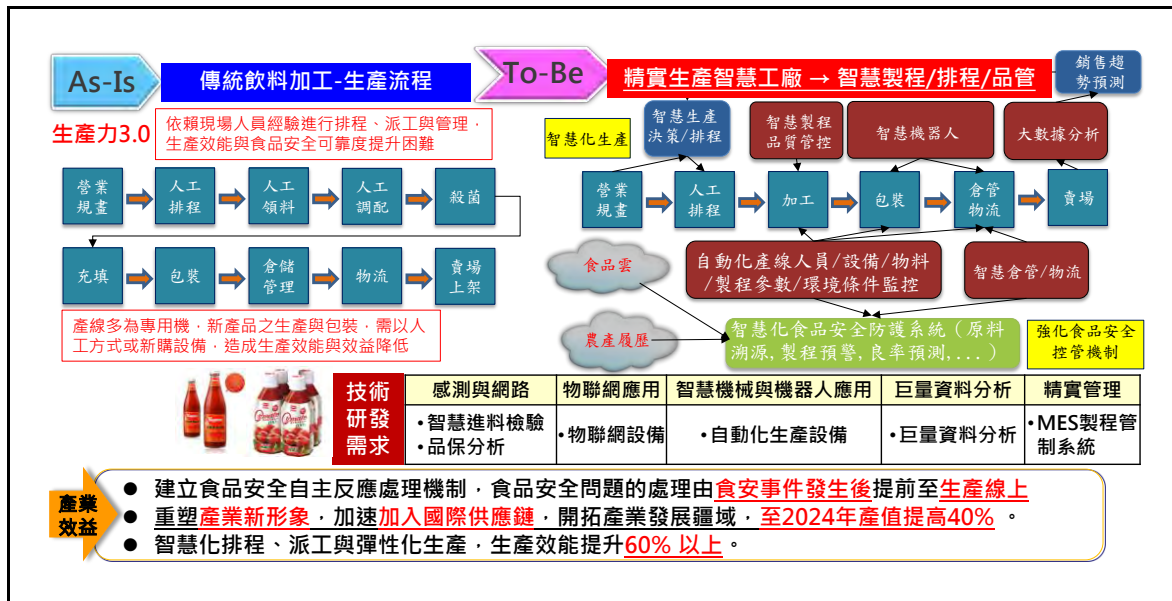 As-Is
傳統飲料加工-生產流程
生產力3.0
依賴現場人員經驗進行排程、派工與管理，
生產效能與食品安全可靠度提升困難
營業
規畫
人工
排程
人工
領料
人工
調配
殺菌
充填
包裝
倉儲
管理
物流
賣場
上架
產線多為專用機，新產品之生產與包裝，需以人
工方式或新購設備，造成生產效能與效益降低
To-Be
精實生產智慧工廠 → 智慧製程/排程/品管
銷售趨
勢預測
智慧化生產
智慧生產
決策/排程
智慧製程
品質管控
智慧機器人
大數據分析
營業
規畫
人工
排程
加工
包裝
倉管
物流
賣場
食品雲
自動化產線人員/設備/物料
/製程參數/環境條件監控
智慧倉管/物流
農產履歷
智慧化食品安全防護系統（原料
溯源,製程預警,良率預測,...）
強化食品安全
控管機制
技術
研發
需求
感測與網路
物聯網應用
智慧機械與機器人應用
巨量資料分析
精實管理
•智慧進料檢驗
•品保分析
•物聯網設備
•自動化生產設備
•巨量資料分析
•MES製程管
制系統
產業
效益
● 建立食品安全自主反應處理機制，食品安全問題的處理由食安事件發生後提前至生產線上
● 重塑產業新形象，加速加入國際供應鏈，開拓產業發展疆域，至2024年產值提高40% 。
● 智慧化排程、派工與彈性化生產，生產效能提升60% 以上。